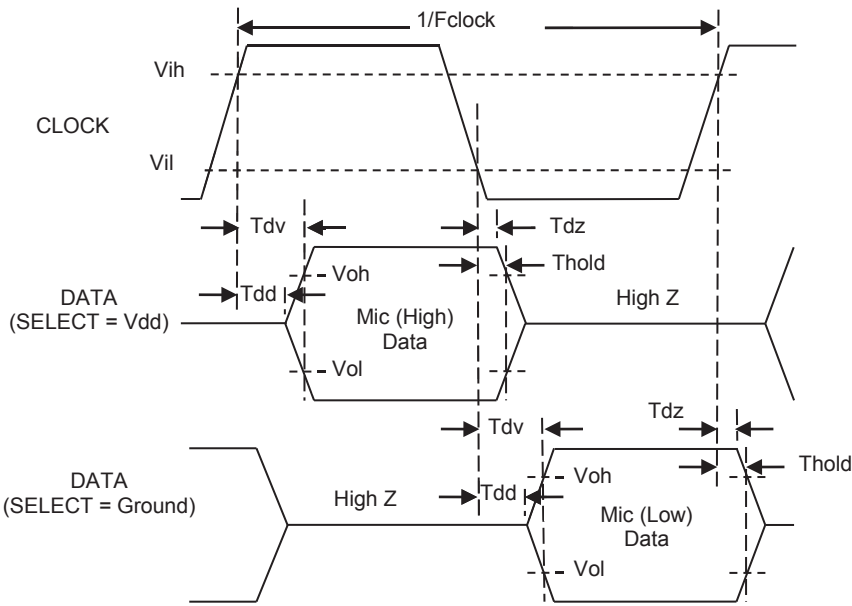 1/Fclock
Vih
CLOCK
Vil
Tdv
Tdz
Voh
Thold
Tdd
DATA
(SELECT = Vdd)
Mic (High)
Data
High Z
Vol
Tdv
Tdz
DATA
(SELECT = Ground)
High Z
Tdd
Voh
Thold
Mic (Low)
Data
Vol